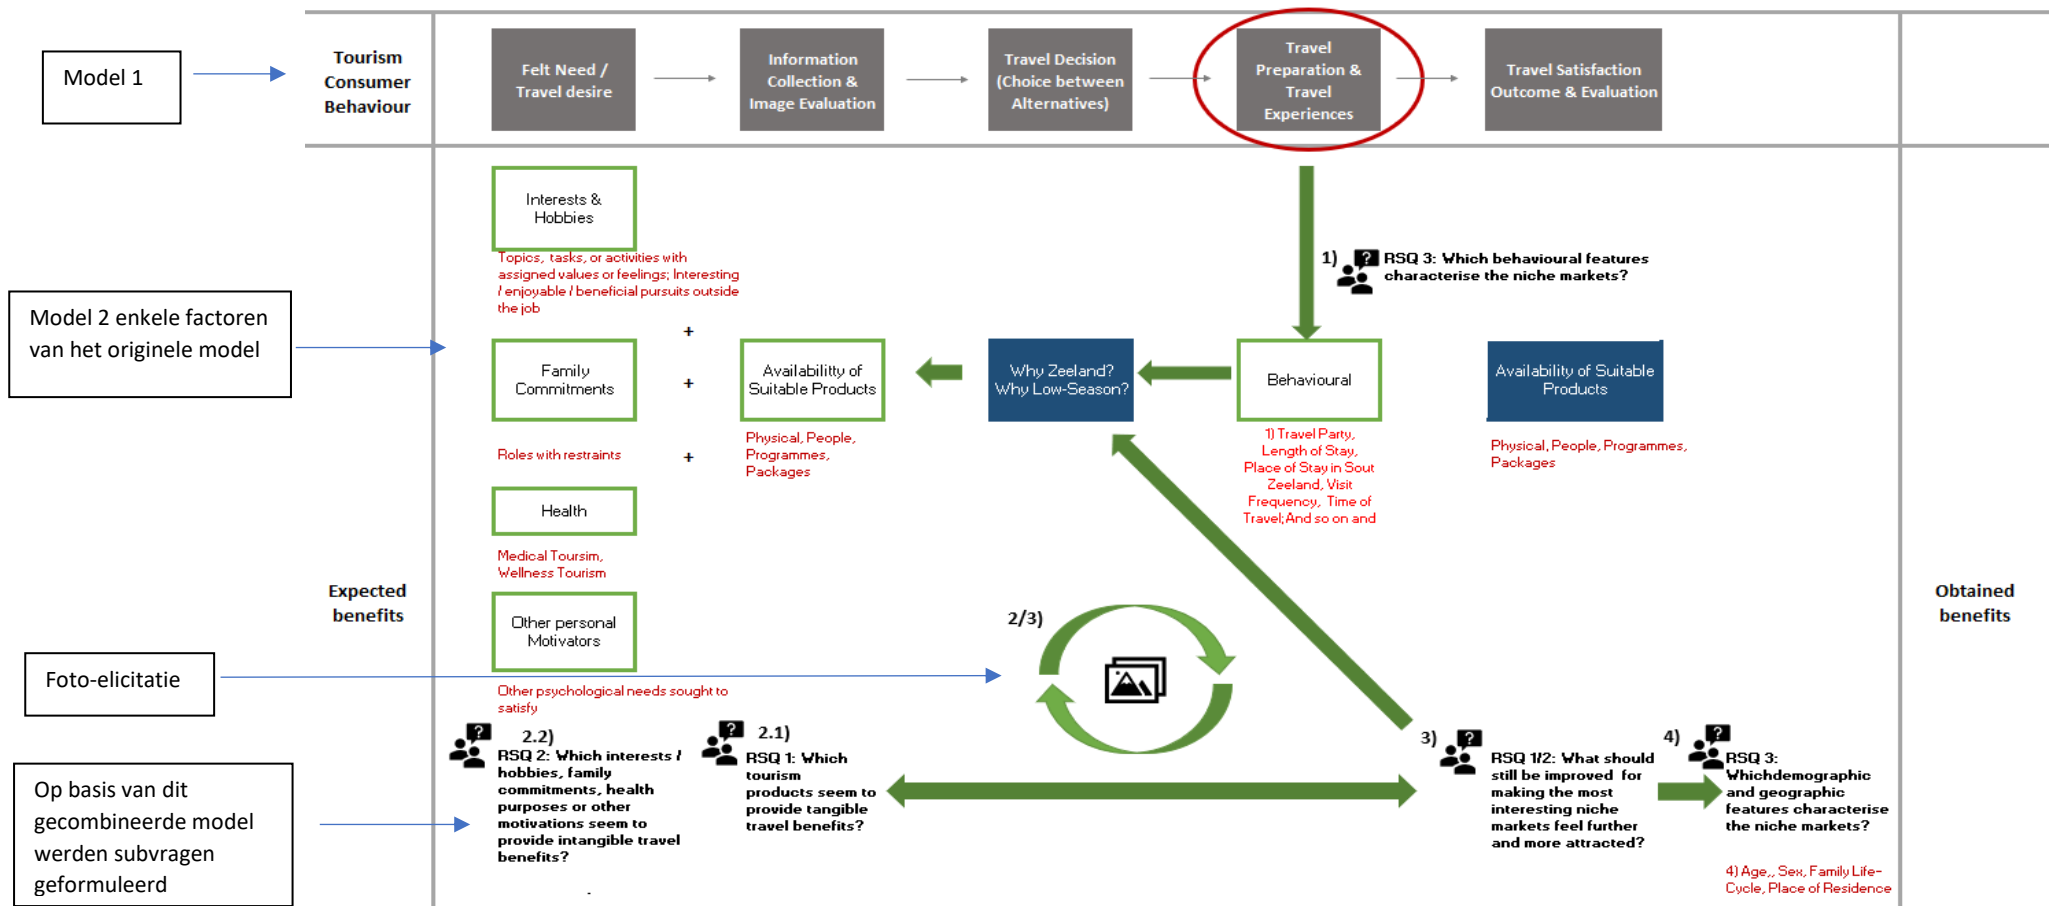 Model 1
Tourism
Consumer
Behaviour
Felt Need /
Travel desire
Information
Collection &
Image Evaluation
Travel Decision
(Choice between
Alternatives)
Travel
Preparation &
Travel
Experiences
Travel Satisfaction
Outcome & Evaluation
Interests &
Hobbies
Topics, tasks, or activities with
assigned values or feelings; Interesting
/ enjoyable / beneficial pursuits outside
the job
1)
RSQ 3: Which behavioural features
characterise the niche markets?
Model 2 enkele factoren
van het originele model
+
Family
Commitments
+
Availabilitty of
Suitable Products
Why Zeeland?
Why Low-Season?
Behavioural
Availability of Suitable
Products
Roles with restraints
+
Physical, People,
Programmes,
Packages
1) Travel Party,
Length of Stay,
Place of Stay in Sout
Zeeland, Visit
Frequency, Time of
Travel;And so on and
Physical, People, Programmes,
Packages
Health
Medical Toursim,
Wellness Tourism
Expected
benefits
Obtained
benefits
Other personal
Motivators
2/3)
Foto-elicitatie
Other psychological needs sought to
satisfy
2.2)
RSQ 2: Which interests /
hobbies, family
commitments, health
purposes or other
motivations seem to
provide intangible travel
benefits?
2.1)
RSQ 1: Which
tourism
products seem to
provide tangible
travel benefits?
3)
RSQ 1/2: What should
still be improved for
making the most
interesting niche
markets feel further
and more attracted?
4)
RSQ 3:
Whichdemographic
and geographic
features characterise
the niche markets?
4) Age,, Sex, Family Life-
Cycle, Place of Residence
Op basis van dit
gecombineerde model
werden subvragen
geformuleerd
.